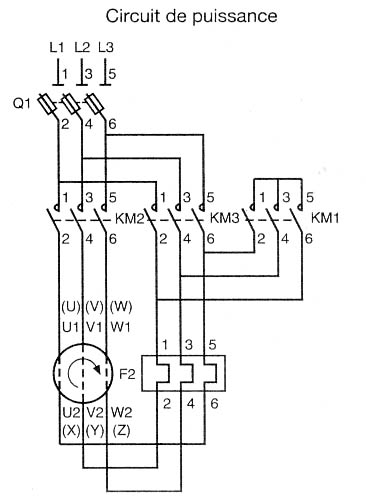 Circuit de puissance
L1 L2 L3
1 3 5
Q1
2 4 6
1 3 5 1 3 5 1 3 5
KM2 KM3 KM1
2 4 6 2 4 6 2 4 6
(U) (V) (W)
U1 V1 W1
1 3 5
F2
2 4 6
U2 V2 W2
(X) (Y) (Z)